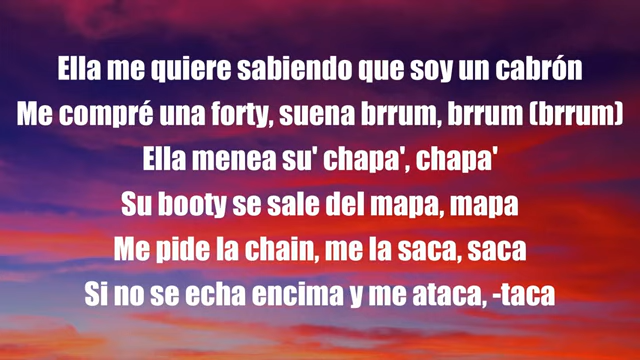 Ella me quiere sabiendo que soy un cabrón
Me compré una forty, suena brrum, brrum (brrum)
Ella menea su' chapa', chapa'
Su booty se sale del mapa, mapa
Me pide la chain, me la saca, saca
Si no se echa encima y me ataca, -taca